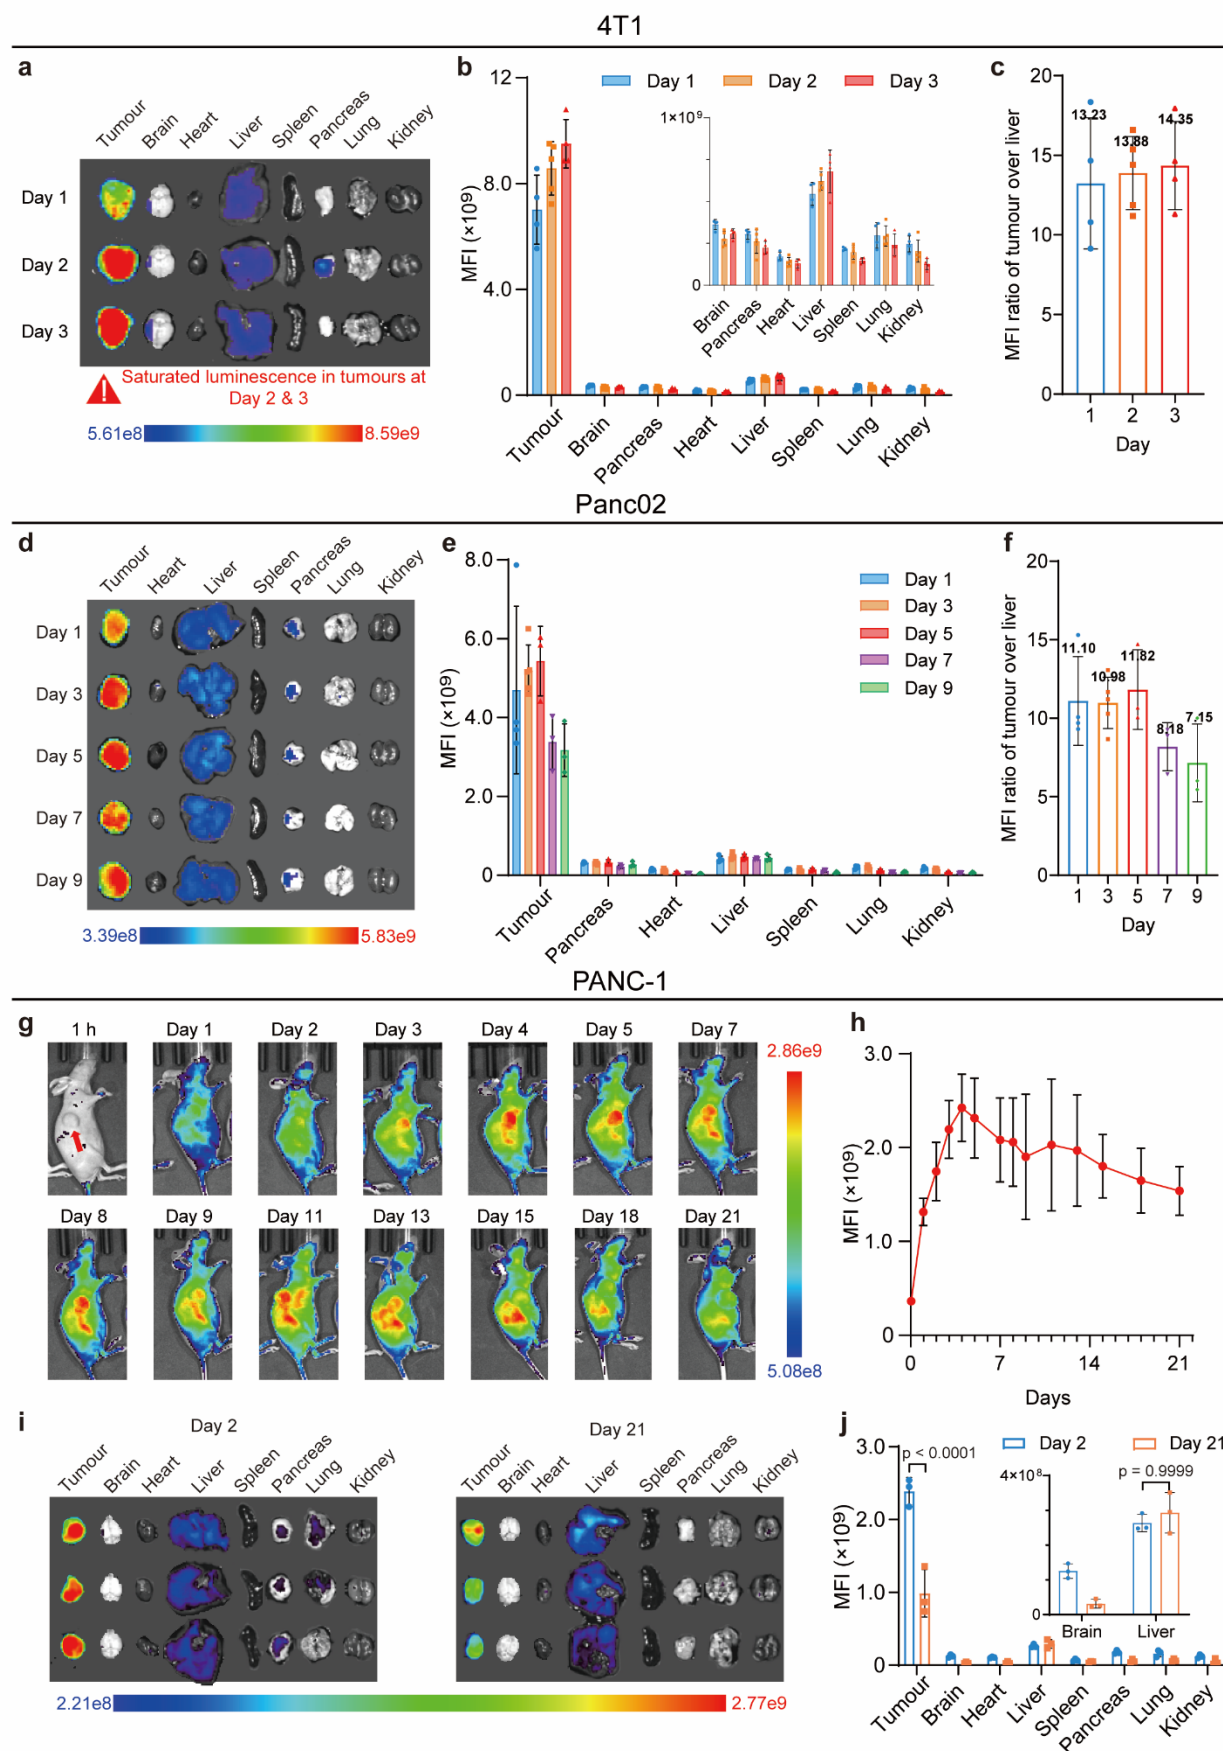 4T1
a
Tumour Brain Heart Liver Spleen Pancreas Lung Kidney
Day 1
Day 2
Day 3
Saturated luminescence in tumours at
Day 2 & 3
5.61e8 8.59e9
b
Day 1 Day 2 Day 3
MFI (×109)
12
8.0
4.0
0
1×10⁹
0
Brain Pancreas Heart Liver Spleen Lung Kidney
Tumour Brain Pancreas Heart Liver Spleen Lung Kidney
c
MFI ratio of tumour over liver
20
15
10
5
0
13.23 13.88 14.35
1 2 3
Day
Panc02
d
Tumour Heart Liver Spleen Pancreas Lung Kidney
Day 1
Day 3
Day 5
Day 7
Day 9
3.39e8 5.83e9
e
MFI (×109)
8.0
6.0
4.0
2.0
0
Day 1
Day 3
Day 5
Day 7
Day 9
Tumour Pancreas Heart Liver Spleen Lung Kidney
f
MFI ratio of tumour over liver
20
15
10
5
0
11.10 10.98 11.82 8.18 7.15
1 3 5 7 9
Day
PANC-1
g
1 h Day 1 Day 2 Day 3 Day 4 Day 5 Day 7
Day 8 Day 9 Day 11 Day 13 Day 15 Day 18 Day 21
2.86e9
5.08e8
h
MFI (×109)
3.0
2.0
1.0
0
0 7 14 21
Days
i
Day 2
Tumour Brain Heart Liver Spleen Pancreas Lung Kidney
Day 21
Tumour Brain Heart Liver Spleen Pancreas Lung Kidney
2.21e8 2.77e9
j
Day 2 Day 21
MFI (×109)
3.0
2.0
1.0
0
p < 0.0001
4×10⁸
0
p = 0.9999
Brain Liver
Tumour Brain Heart Liver Spleen Pancreas Lung Kidney